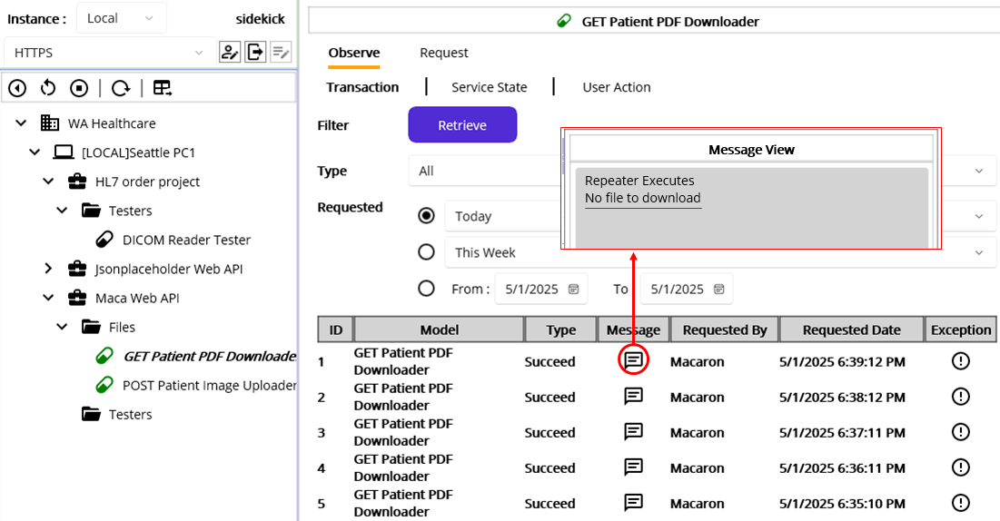 Instance :
Local
sidekick
HTTPS
WA Healthcare
[LOCAL]Seattle PC1
HL7 order project
Testers
DICOM Reader Tester
Jsonplaceholder Web API
Maca Web API
Files
GET Patient PDF Downloade
POST Patient Image Uploader
Testers
GET Patient PDF Downloader
Observe Request
Transaction | Service State | User Action
Filter Retrieve
Type All
Requested Today
This Week
From : 5/1/2025 To 5/1/2025
Message View
Repeater Executes
No file to download
ID Model Type Message Requested By Requested Date Exception
1 GET Patient PDF Downloader Succeed Macaron 5/1/2025 6:39:12 PM
2 GET Patient PDF Downloader Succeed Macaron 5/1/2025 6:38:12 PM
3 GET Patient PDF Downloader Succeed Macaron 5/1/2025 6:37:11 PM
4 GET Patient PDF Downloader Succeed Macaron 5/1/2025 6:36:11 PM
5 GET Patient PDF Downloader Succeed Macaron 5/1/2025 6:35:10 PM